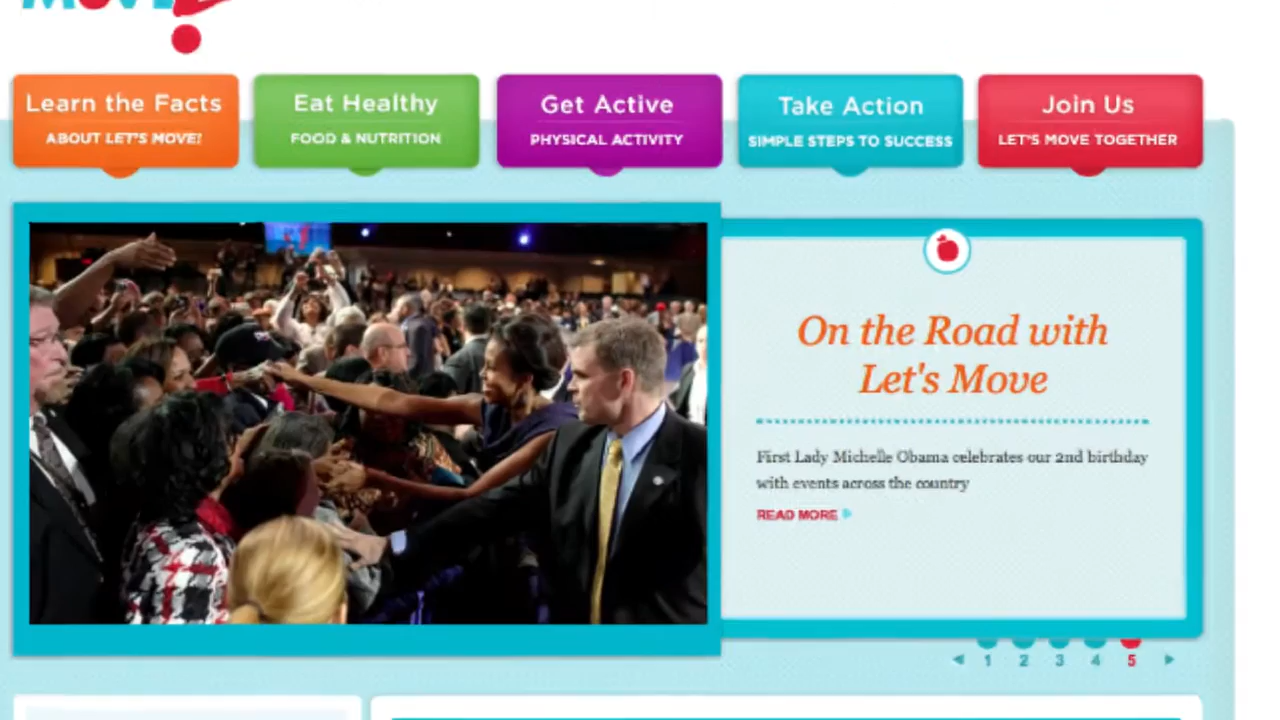 MOVE!
Learn the Facts
ABOUT LET'S MOVE!
Eat Healthy
FOOD & NUTRITION
Get Active
PHYSICAL ACTIVITY
Take Action
SIMPLE STEPS TO SUCCESS
Join Us
LET'S MOVE TOGETHER
On the Road with
Let's Move
First Lady Michelle Obama celebrates our 2nd birthday
with events across the country
READ MORE
1 2 3 4 5